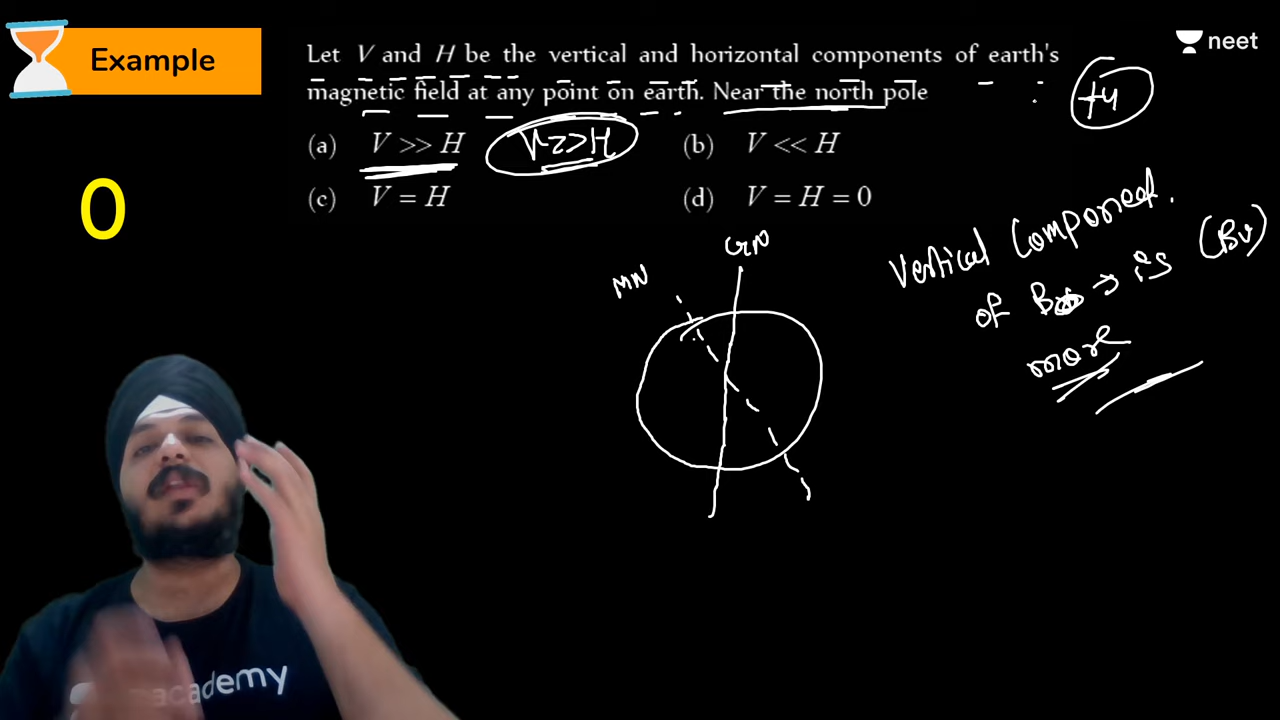 Example
neet
Let V and H be the vertical and horizontal components of earth's
magnetic field at any point on earth. Near the north pole
+4
(a) V >> H
V>>H
(b) V << H
(c) V = H
(d) V = H = 0
0
GN
MN
Vertical Component.
of B → is (Bv)
more
academy